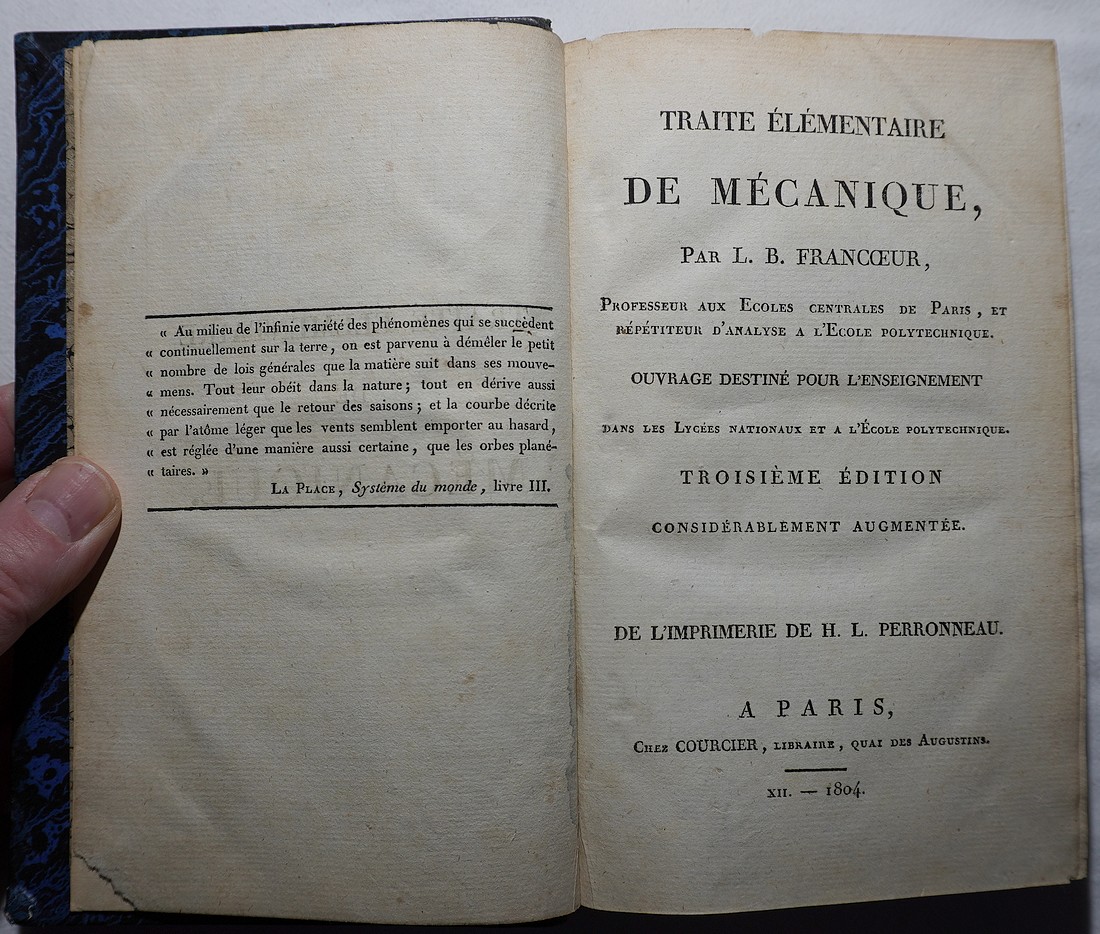 « Au milieu de l'infinie variété des phénomènes qui se succèdent
« continuellement sur la terre, on est parvenu à démêler le petit
« nombre de lois générales que la matière suit dans ses mouve-
« mens. Tout leur obéit dans la nature; tout en dérive aussi
« nécessairement que le retour des saisons; et la courbe décrite
« par l'atôme léger que les vents semblent emporter au hasard,
« est réglée d'une manière aussi certaine, que les orbes plané-
« taires. »
LA PLACE, Système du monde, livre III.
TRAITE ÉLÉMENTAIRE
DE MÉCANIQUE,
PAR L. B. FRANCŒUR,
PROFESSEUR AUX ECOLES CENTRALES DE PARIS, ET
RÉPÉTITEUR D'ANALYSE A L'ECOLE POLYTECHNIQUE.
OUVRAGE DESTINÉ POUR L'ENSEIGNEMENT
DANS LES LYCÉES NATIONAUX ET A L'ÉCOLE POLYTECHNIQUE.
TROISIÈME ÉDITION
CONSIDÉRABLEMENT AUGMENTÉE.
DE L'IMPRIMERIE DE H. L. PERRONNEAU.
A PARIS,
CHEZ COURCIER, LIBRAIRE, QUAI DES AUGUSTINS.
XII. — 1804.